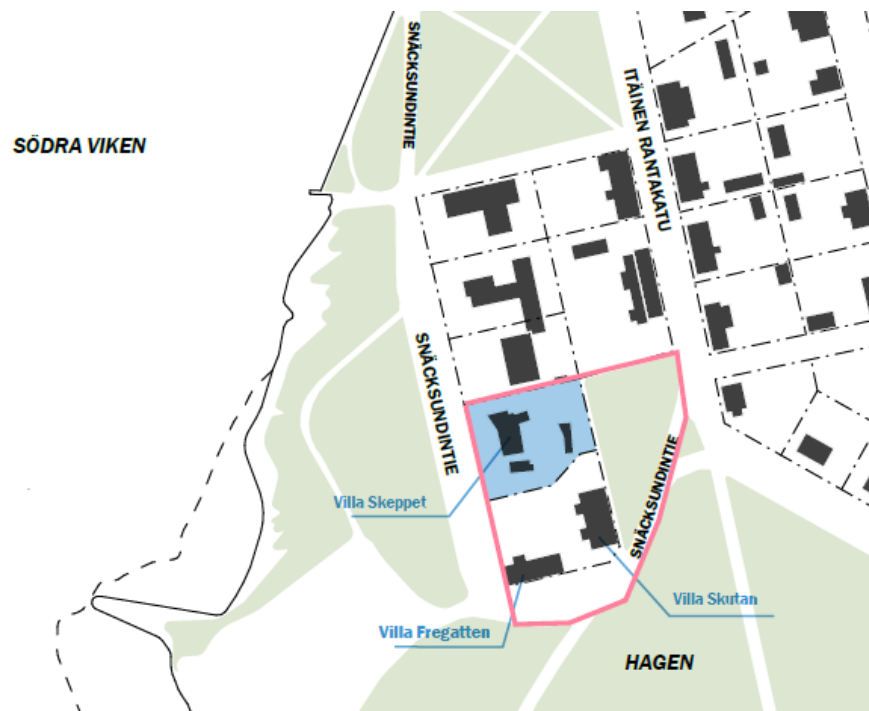 SNÄCKSUNDINTIE
ITÄINEN RANTAKATU
SÖDRA VIKEN
SNÄCKSUNDINTIE
SNÄCKSUNDINTIE
Villa Skeppet
Villa Skutan
Villa Fregatten
HAGEN